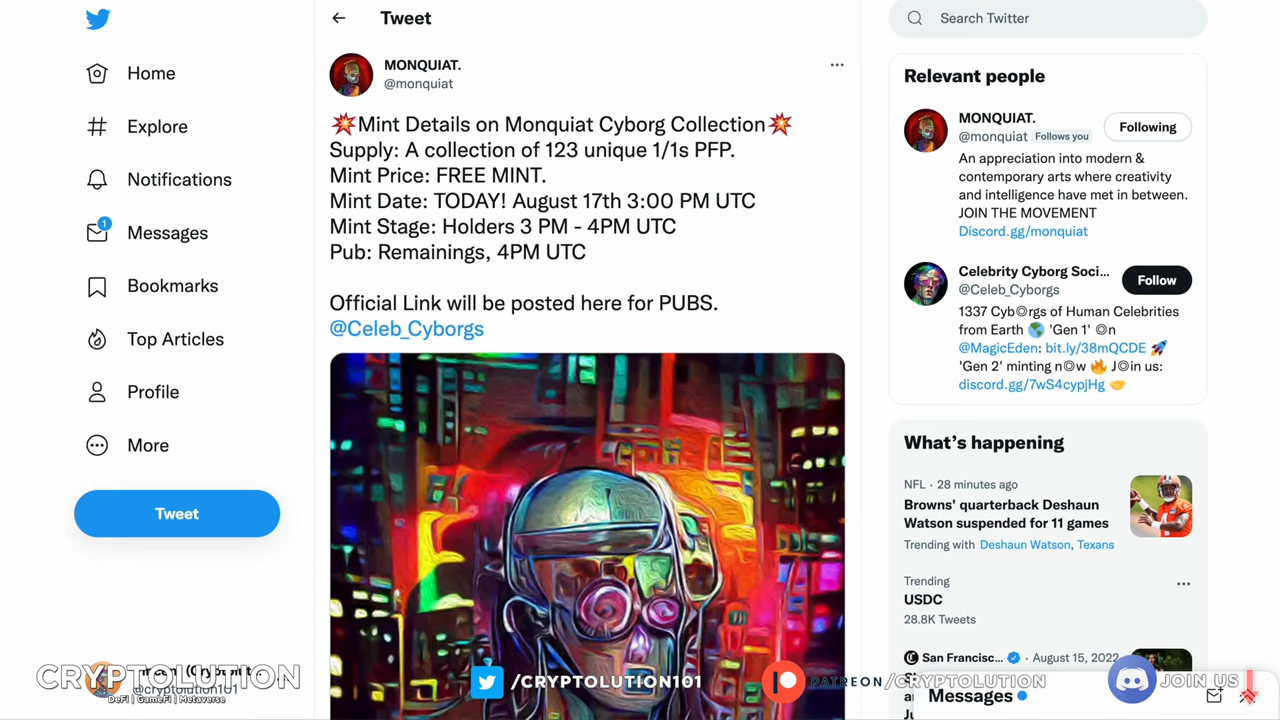 Home
Explore
Notifications
1
Messages
Bookmarks
Top Articles
Profile
More
Tweet
Tweet
MONQUIAT.
@monquiat
💥Mint Details on Monquiat Cyborg Collection💥
Supply: A collection of 123 unique 1/1s PFP.
Mint Price: FREE MINT.
Mint Date: TODAY! August 17th 3:00 PM UTC
Mint Stage: Holders 3 PM - 4PM UTC
Pub: Remainings, 4PM UTC
Official Link will be posted here for PUBS.
@Celeb_Cyborgs
Search Twitter
Relevant people
MONQUIAT.
@monquiat Follows you
Following
An appreciation into modern &
contemporary arts where creativity
and intelligence have met in between.
JOIN THE MOVEMENT
Discord.gg/monquiat
Celebrity Cyborg Soci...
@Celeb_Cyborgs
Follow
1337 Cyb◎rgs of Human Celebrities
from Earth 🌎 'Gen 1' ◎n
@MagicEden: bit.ly/38mQCDE 🚀
'Gen 2' minting n◎w 🔥 J◎in us:
discord.gg/7wS4cypjHg 🤝
What's happening
NFL · 28 minutes ago
Browns' quarterback Deshaun
Watson suspended for 11 games
Trending with Deshaun Watson, Texans
Trending
USDC
28.8K Tweets
San Francisc... · August 15, 2022
Messages
CRYPTOLUTION
@cryptolution101
DeFi | GameFi | Metaverse
/CRYPTOLUTION101
PATREON/CRYPTOLUTION
JOIN US